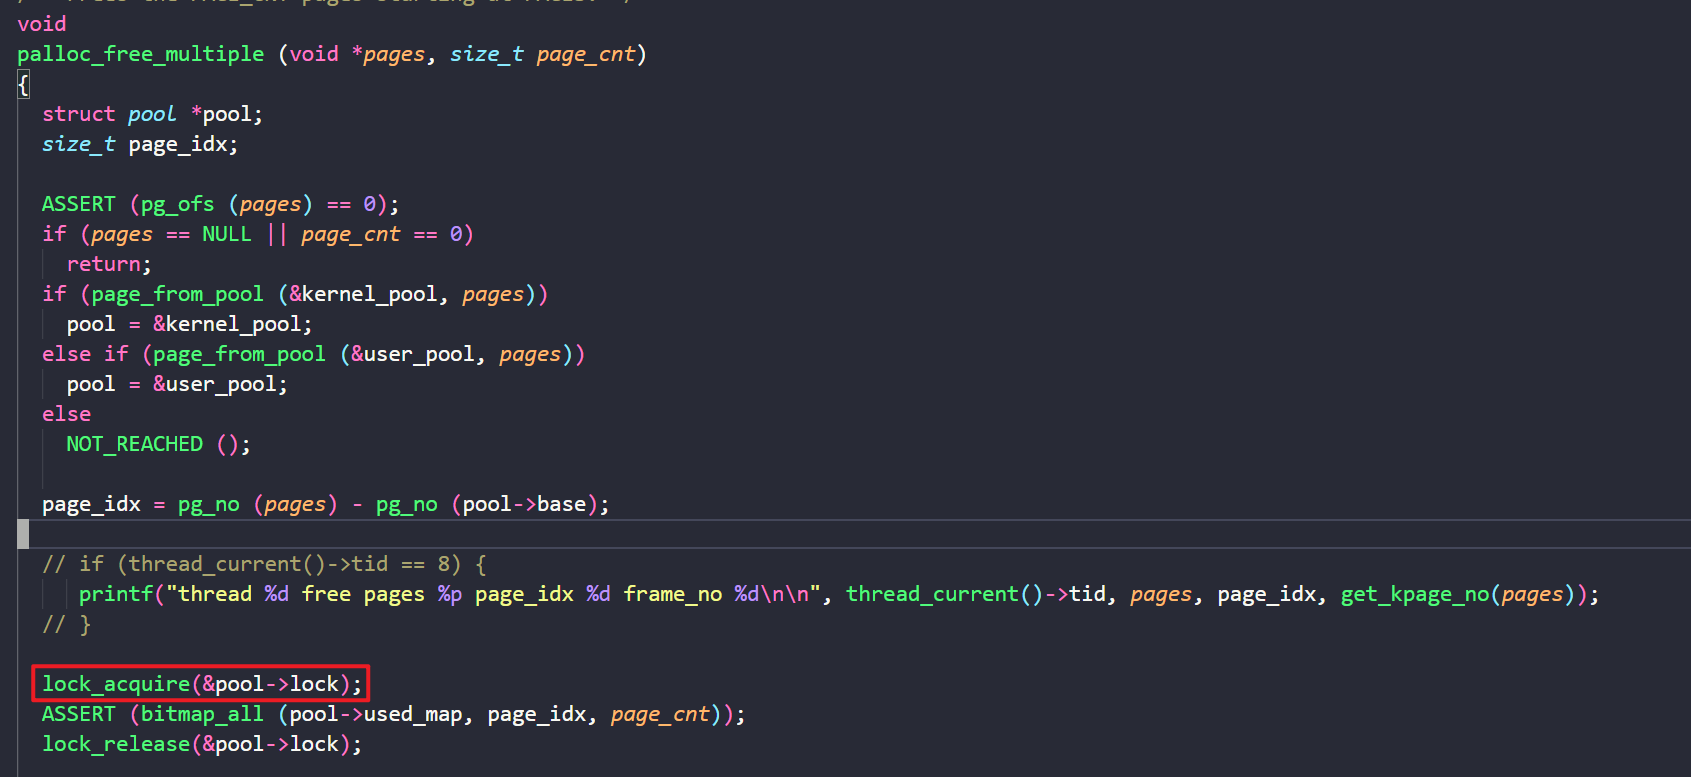 void
palloc_free_multiple (void *pages, size_t page_cnt)
{
struct pool *pool;
size_t page_idx;
ASSERT (pg_ofs (pages) == 0);
if (pages == NULL || page_cnt == 0)
return;
if (page_from_pool (&kernel_pool, pages))
pool = &kernel_pool;
else if (page_from_pool (&user_pool, pages))
pool = &user_pool;
else
NOT_REACHED ();
page_idx = pg_no (pages) - pg_no (pool->base);
// if (thread_current()->tid == 8) {
printf("thread %d free pages %p page_idx %d frame_no %d\n\n", thread_current()->tid, pages, page_idx, get_kpage_no(pages));
// }
lock_acquire(&pool->lock);
ASSERT (bitmap_all (pool->used_map, page_idx, page_cnt));
lock_release(&pool->lock);